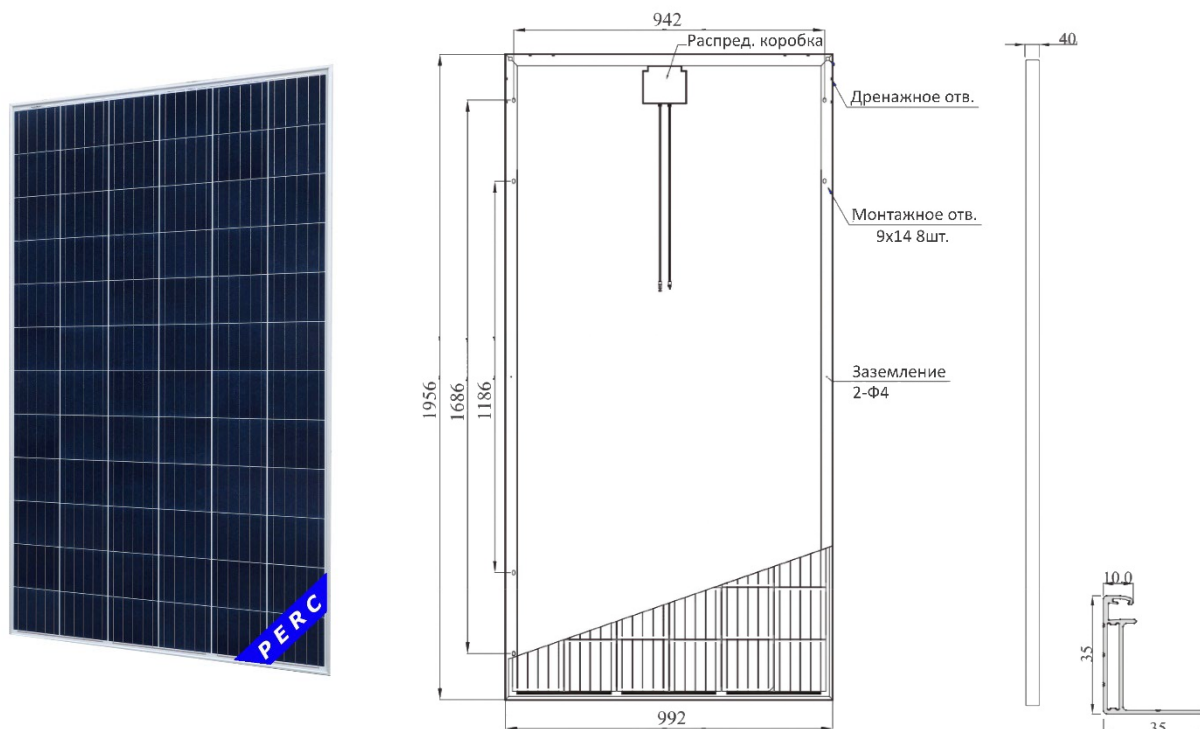 942
Распред. коробка
40
Дренажное отв.
Монтажное отв.
9x14 8шт.
1956
1686
1186
Заземление
2-Ф4
PERC
10.0
35
35
992